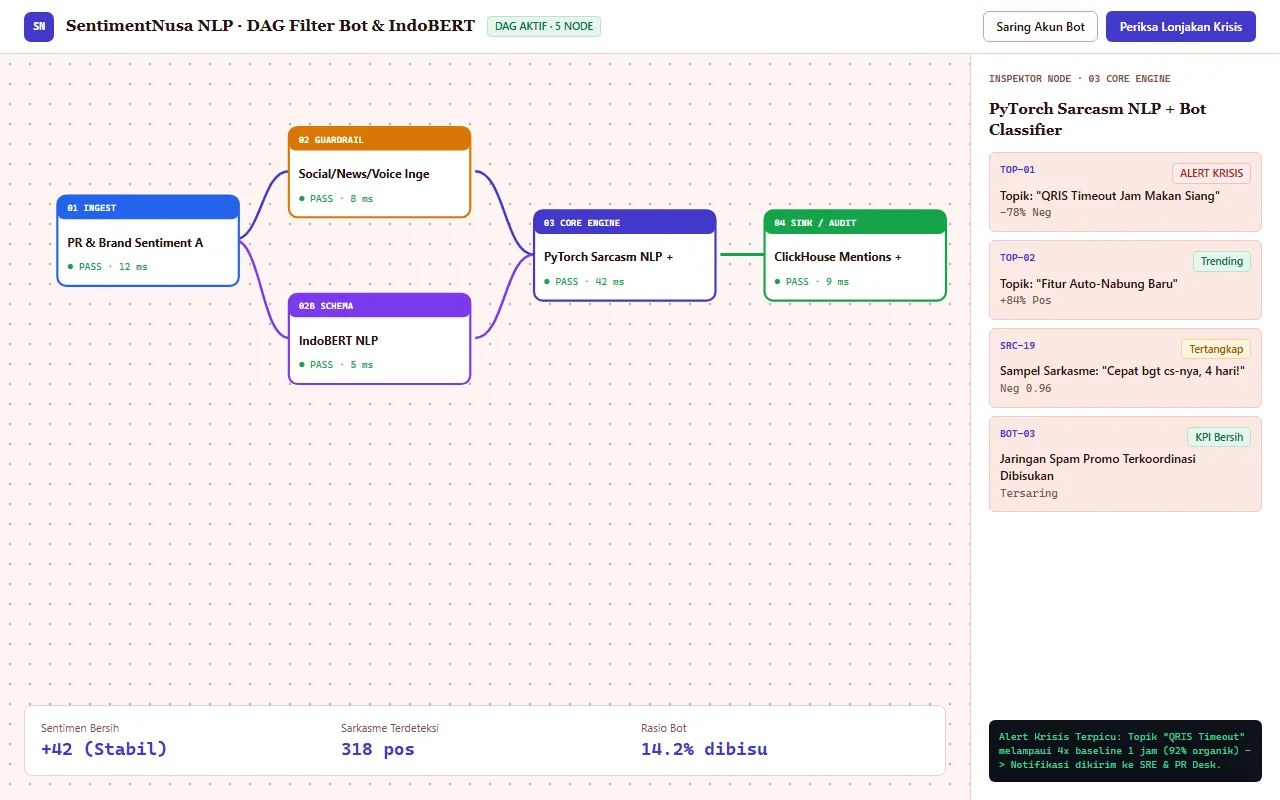 SN
SentimentNusa NLP · DAG Filter Bot & IndoBERT
DAG AKTIF · 5 NODE
Saring Akun Bot
Periksa Lonjakan Krisis
01 INGEST
PR & Brand Sentiment A
● PASS · 12 ms
02 GUARDRAIL
Social/News/Voice Inge
● PASS · 8 ms
02B SCHEMA
IndoBERT NLP
● PASS · 5 ms
03 CORE ENGINE
PyTorch Sarcasm NLP +
● PASS · 42 ms
04 SINK / AUDIT
ClickHouse Mentions +
● PASS · 9 ms
INSPEKTOR NODE · 03 CORE ENGINE
PyTorch Sarcasm NLP + Bot
Classifier
TOP-01
ALERT KRISIS
Topik: "QRIS Timeout Jam Makan Siang"
-78% Neg
TOP-02
Trending
Topik: "Fitur Auto-Nabung Baru"
+84% Pos
SRC-19
Tertangkap
Sampel Sarkasme: "Cepat bgt cs-nya, 4 hari!"
Neg 0.96
BOT-03
KPI Bersih
Jaringan Spam Promo Terkoordinasi
Dibisukan
Tersaring
Sentimen Bersih
+42 (Stabil)
Sarkasme Terdeteksi
318 pos
Rasio Bot
14.2% dibisu
Alert Krisis Terpicu: Topik "QRIS Timeout"
melampaui 4x baseline 1 jam (92% organik) -
> Notifikasi dikirim ke SRE & PR Desk.